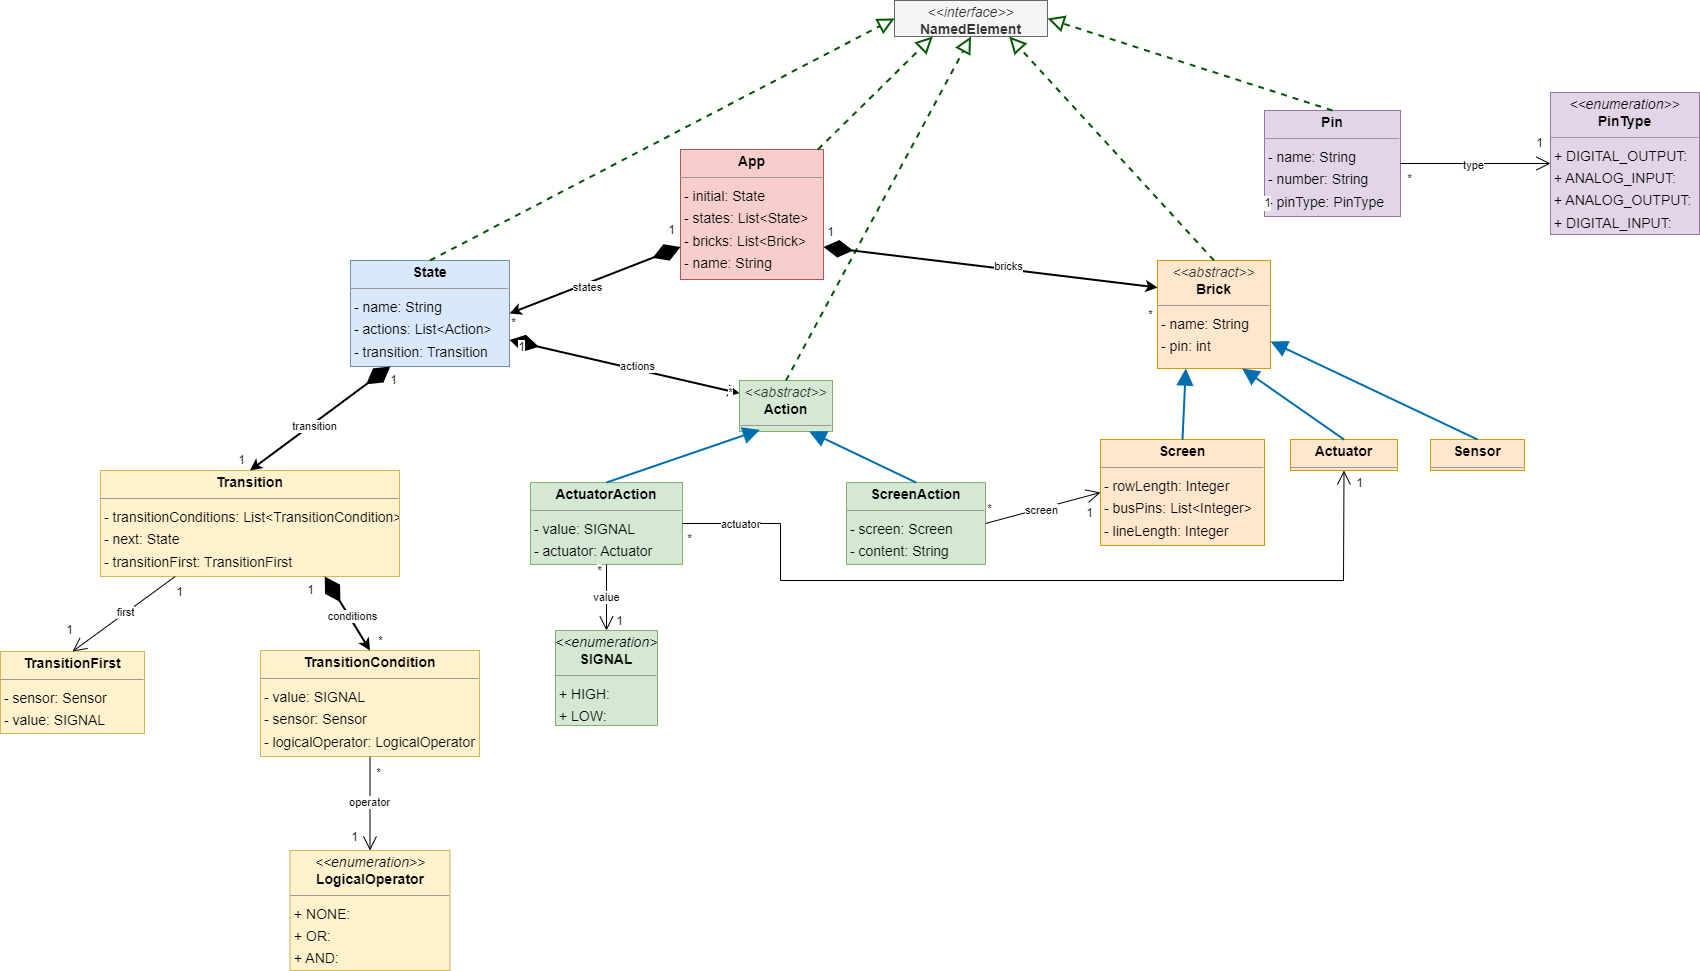 <<interface>>
NamedElement
<<enumeration>>
PinType
+ DIGITAL_OUTPUT:
+ ANALOG_INPUT:
+ ANALOG_OUTPUT:
+ DIGITAL_INPUT:
Pin
- name: String
- number: String
- pinType: PinType
1
*
type
1
App
- initial: State
- states: List<State>
- bricks: List<Brick>
- name: String
1
states
*
1
bricks
*
State
- name: String
- actions: List<Action>
- transition: Transition
1
actions
*
1
transition
1
<<abstract>>
Brick
- name: String
- pin: int
<<abstract>>
Action
Screen
- rowLength: Integer
- busPins: List<Integer>
- lineLength: Integer
Actuator
Sensor
Transition
- transitionConditions: List<TransitionCondition>
- next: State
- transitionFirst: TransitionFirst
ActuatorAction
- value: SIGNAL
- actuator: Actuator
ScreenAction
- screen: Screen
- content: String
*
screen
1
*
actuator
1
*
value
1
1
first
1
1
conditions
*
<<enumeration>
SIGNAL
+ HIGH:
+ LOW:
TransitionFirst
- sensor: Sensor
- value: SIGNAL
TransitionCondition
- value: SIGNAL
- sensor: Sensor
- logicalOperator: LogicalOperator
*
operator
1
<<enumeration>>
LogicalOperator
+ NONE:
+ OR:
+ AND: